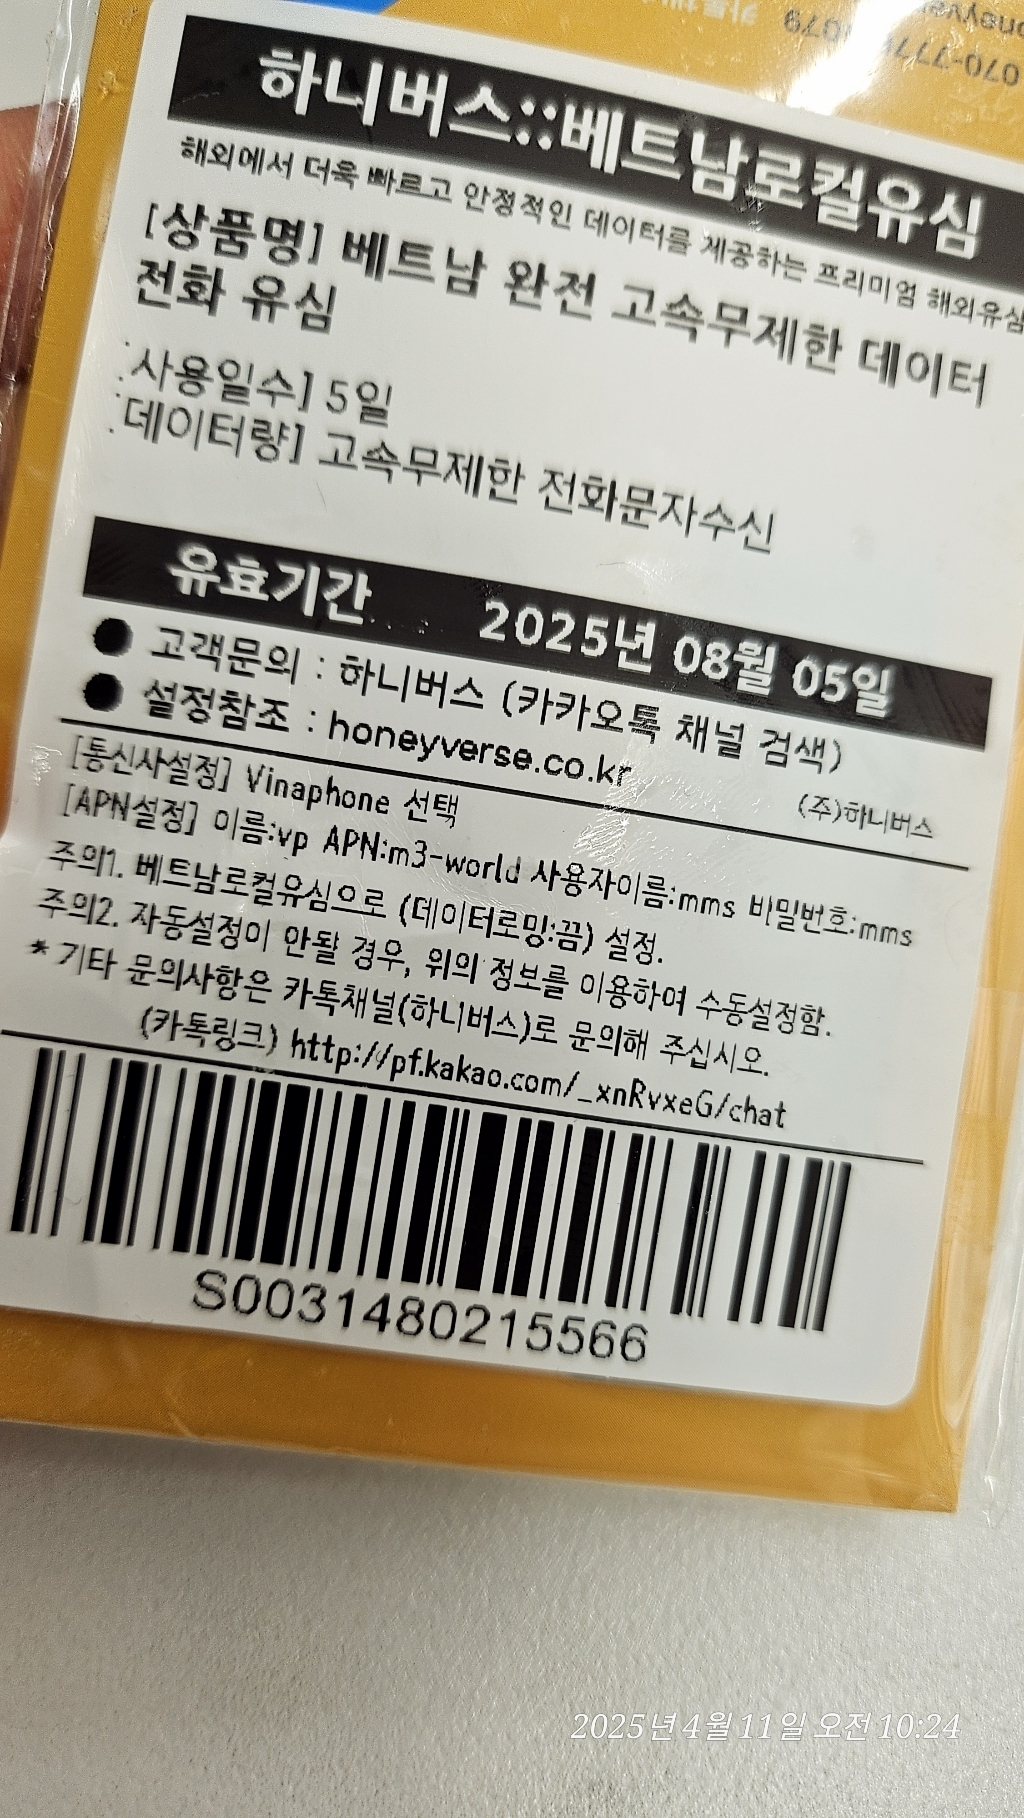 하니버스::베트남로컬유심
해외에서 더욱 빠르고 안정적인 데이터를 제공하는 프리미엄 해외유심
[상품명] 베트남 완전 고속무제한 데이터
전화 유심
사용일수] 5일
데이터량] 고속무제한 전화문자수신
유효기간 2025년 08월 05일
● 고객문의 : 하니버스 (카카오톡 채널 검색)
● 설정참조 : honeyverse.co.kr
(주)하니버스
[통신사설정] Vinaphone 선택
[APN설정] 이름:vp APN:m3-world 사용자이름:mms 비밀번호:mms
주의1. 베트남로컬유심으로 (데이터로밍:끔) 설정.
주의2. 자동설정이 안될 경우, 위의 정보를 이용하여 수동설정함.
* 기타 문의사항은 카톡채널(하니버스)로 문의해 주십시오.
(카톡링크) http://pf.kakao.com/_xnRvxeG/chat
S0031480215566
2025년 4월 11일 오전 10:24